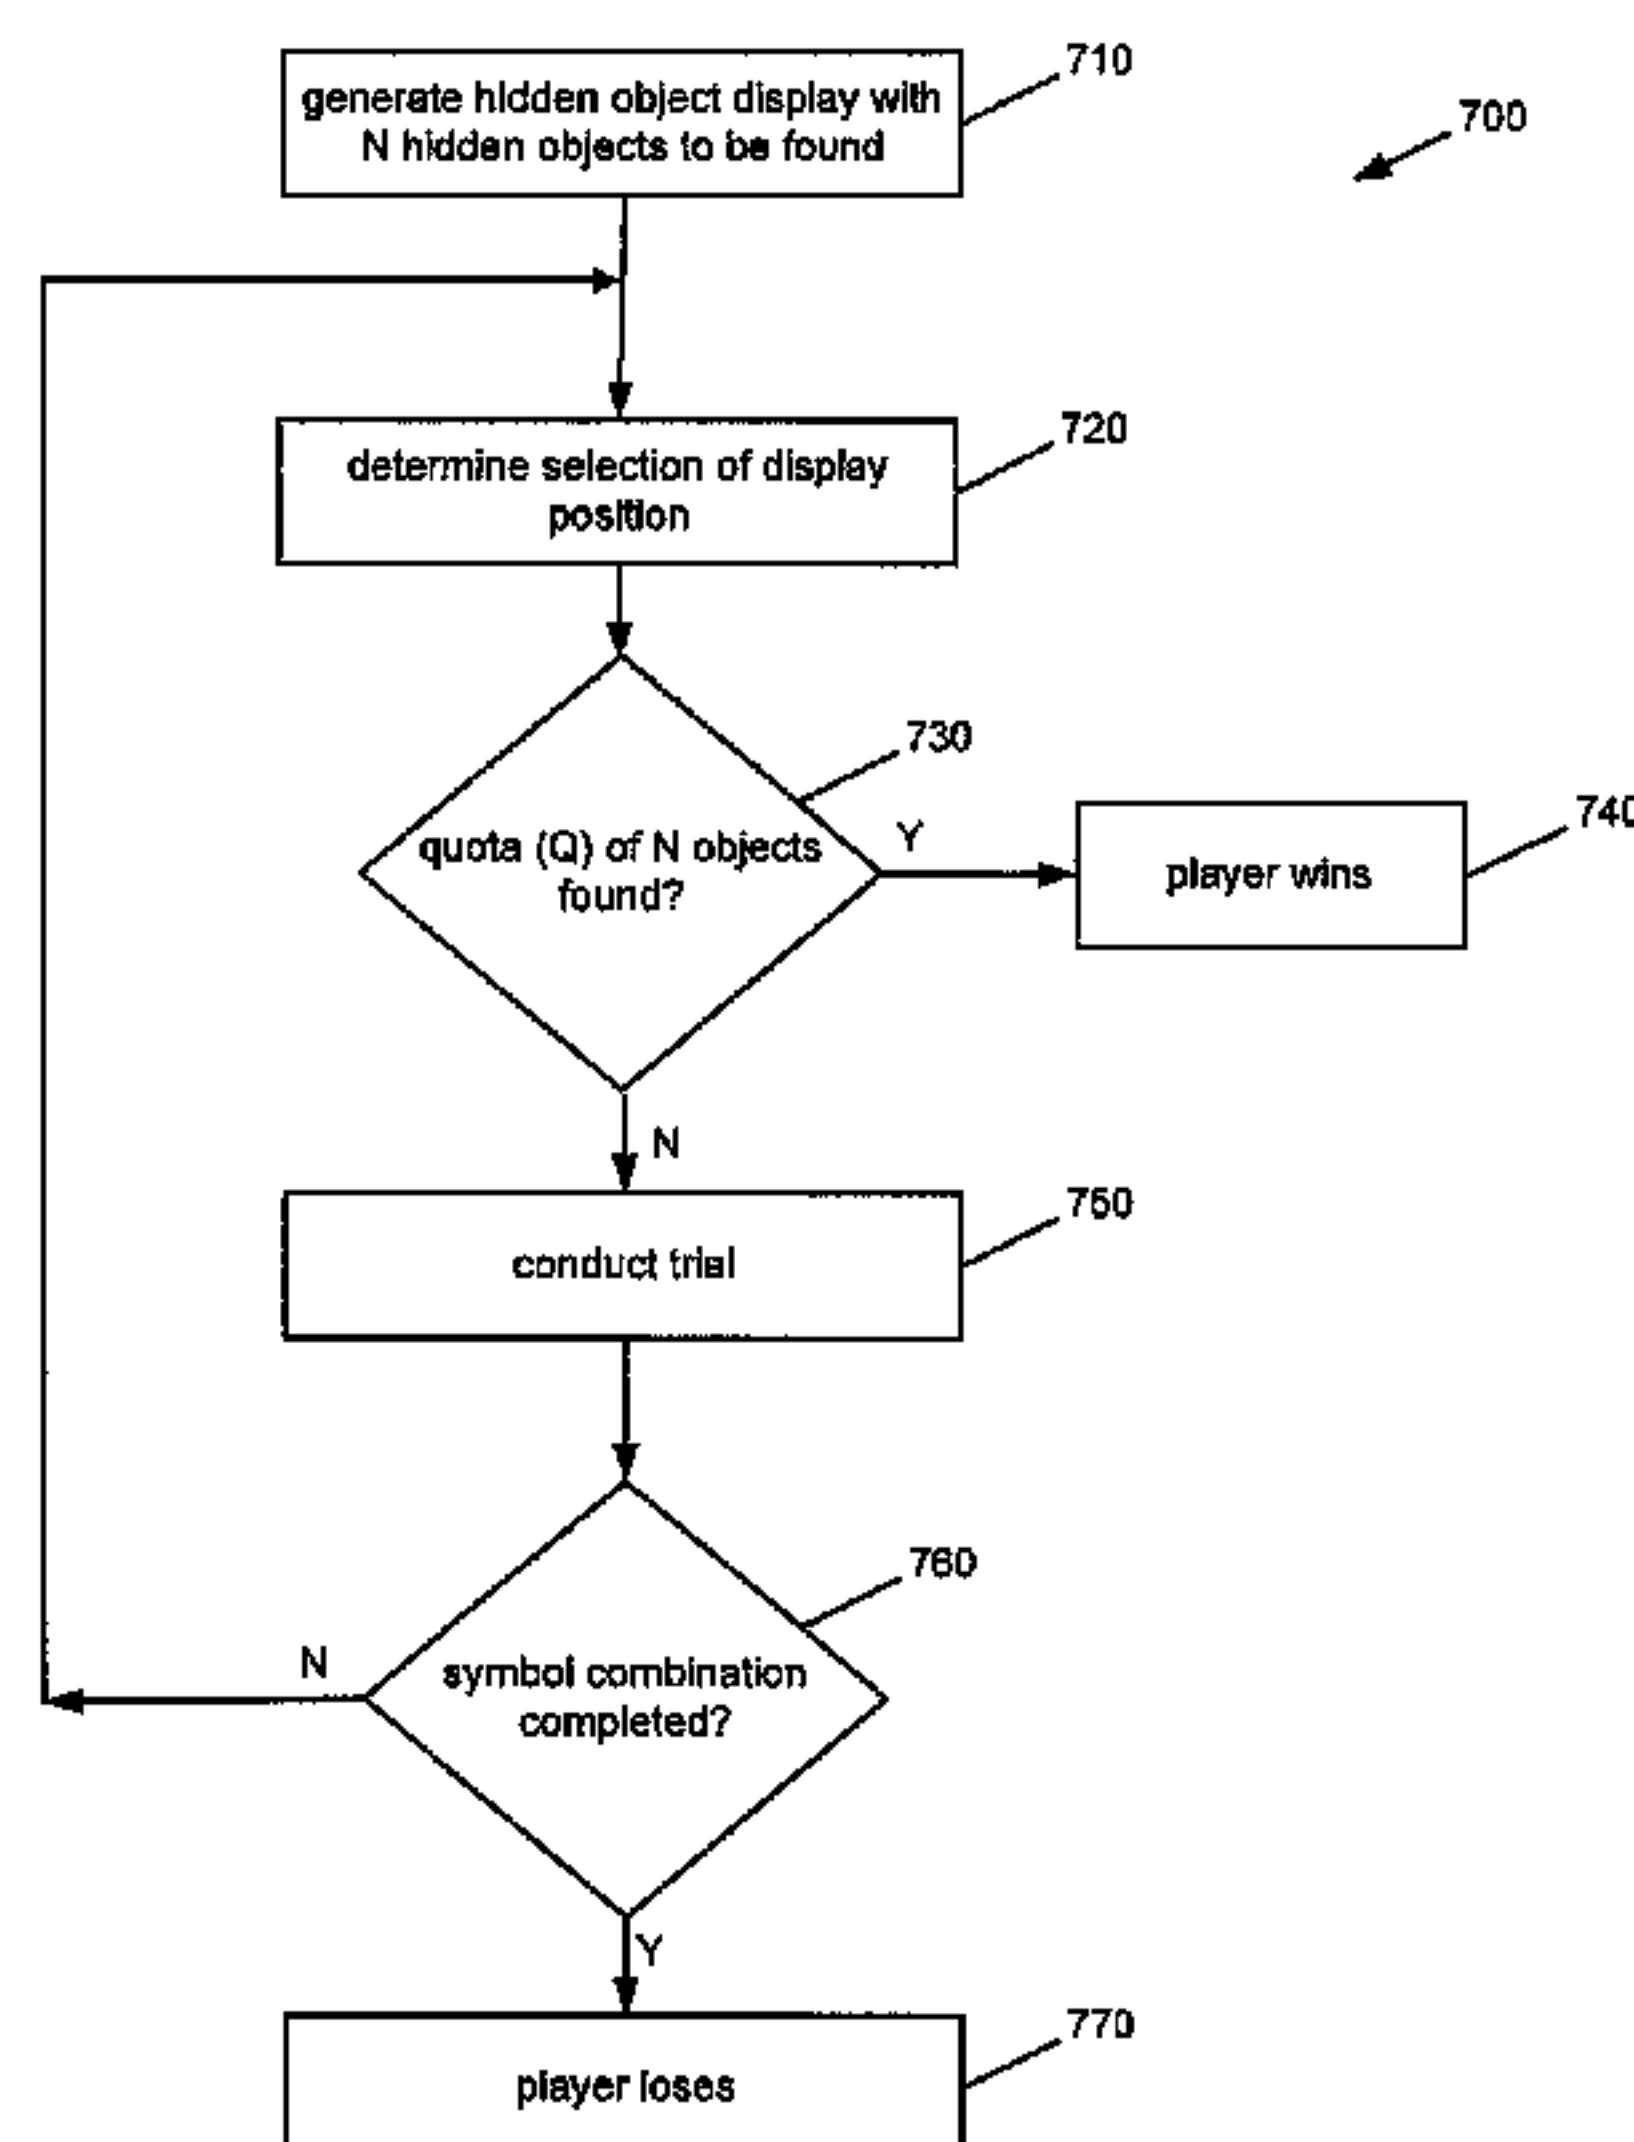 710
generate hidden object display with
N hidden objects to be found
700
720
determine selection of display
position
730
quota (Q) of N objects
found?
Y
740
player wins
N
750
conduct trial
760
symbol combination
completed?
N
Y
770
player loses